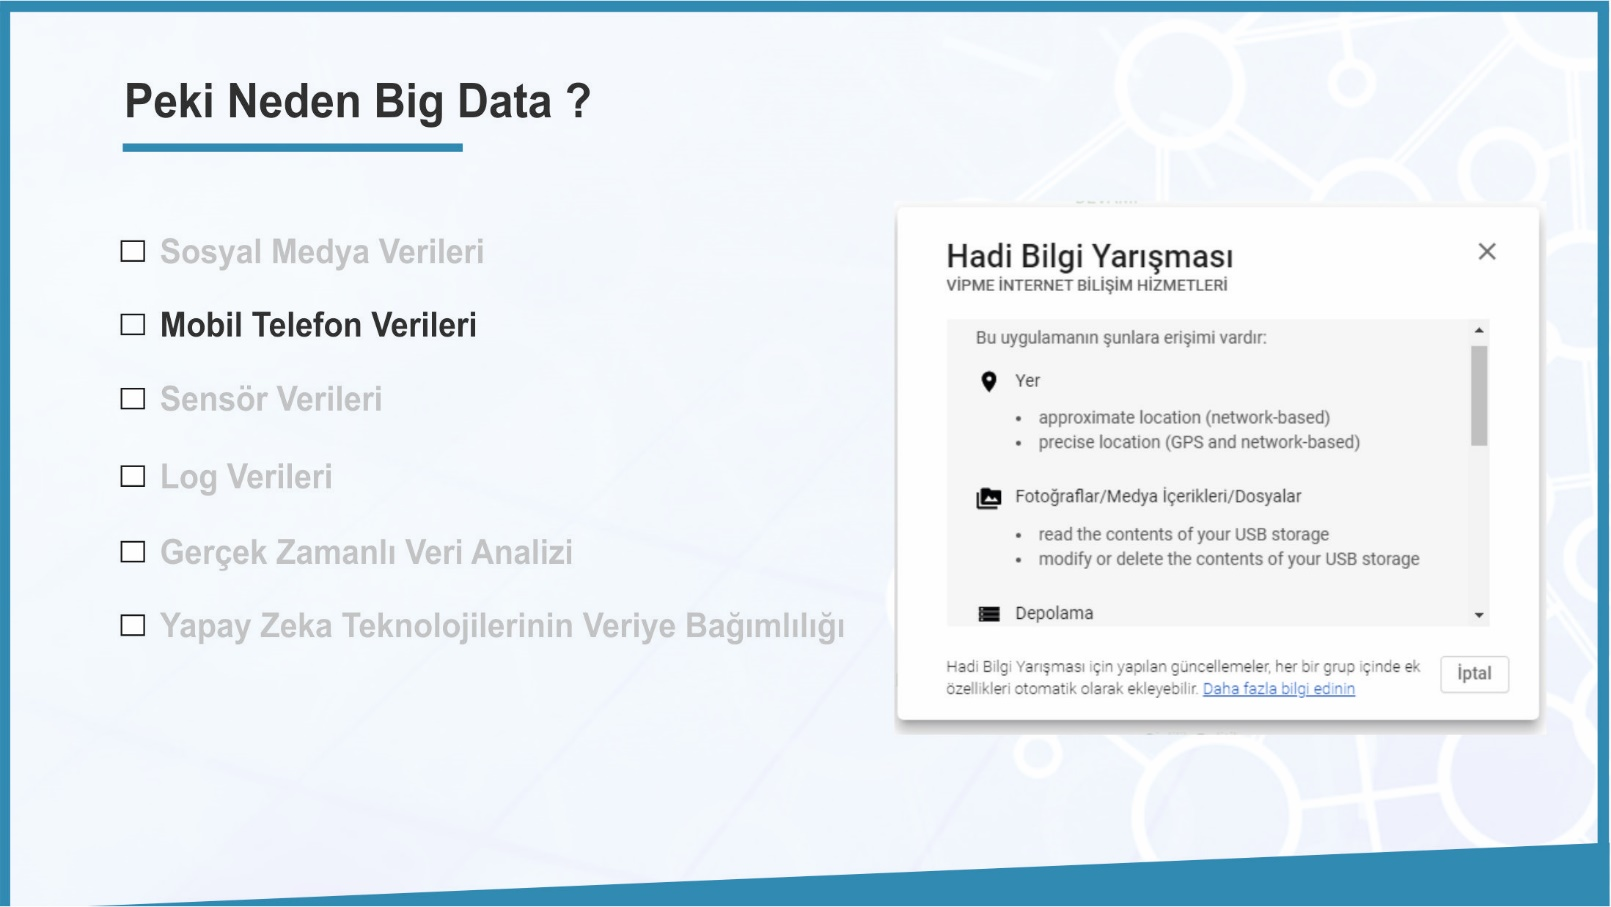 Peki Neden Big Data ?
Sosyal Medya Verileri
Mobil Telefon Verileri
Sensör Verileri
Log Verileri
Gerçek Zamanlı Veri Analizi
Yapay Zeka Teknolojilerinin Veriye Bağımlılığı
Hadi Bilgi Yarışması
VİPME İNTERNET BİLİŞİM HİZMETLERİ
Bu uygulamanın şunlara erişimi vardır:
Yer
• approximate location (network-based)
• precise location (GPS and network-based)
Fotoğraflar/Medya İçerikleri/Dosyalar
• read the contents of your USB storage
• modify or delete the contents of your USB storage
Depolama
Hadi Bilgi Yarışması için yapılan güncellemeler, her bir grup içinde ek
özellikleri otomatik olarak ekleyebilir. Daha fazla bilgi edinin
İptal